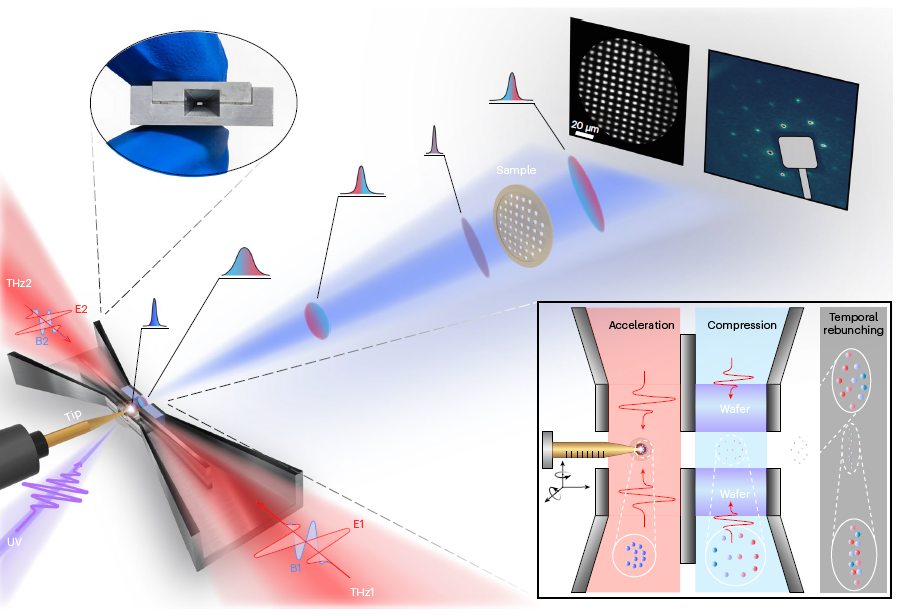 20 µm
Sample
THz2
E2
B2
Tip
UV
E1
B1
THz1
Acceleration
Compression
Temporal
rebunching
Wafer
Wafer